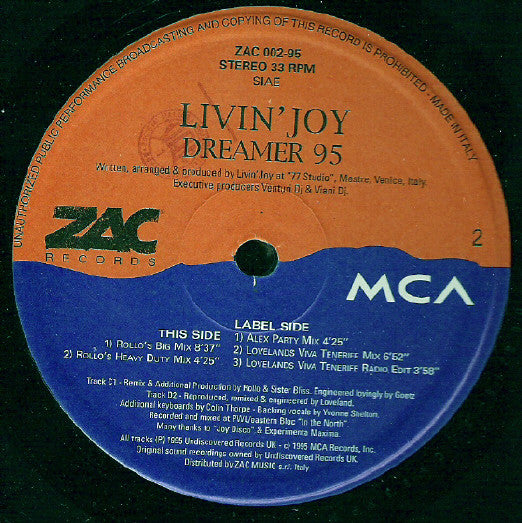 UNAUTHORIZED PUBLIC PERFORMANCE BROADCASTING AND COPYING OF THIS RECORD IS PROHIBITED - MADE IN ITALY
ZAC 002-95
STEREO 33 RPM
SIAE
LIVIN' JOY
DREAMER 95
Written, arranged & produced by Livin'Joy at "77 Studio", Mestre, Venice, Italy.
Executive producers Venturi Dj & Viani Dj.
ZAC
RECORDS
2
MCA
THIS SIDE
1) ROLLO'S BIG MIX 8'37"
2) ROLLO'S HEAVY DUTY MIX 4'25"
LABEL SIDE
1) ALEX PARTY MIX 4'25"
2) LOVELANDS VIVA TENERIFF MIX 6'52"
3) LOVELANDS VIVA TENERIFF RADIO EDIT 3'58"
Track C1 - Remix & Additional Production by Rollo & Sister Bliss. Engineered lovingly by Goetz
Track D2 - Reproduced, remixed & engineered by Loveland.
Additional keyboards by Colin Thorpe - Backing vocals by Yvonne Shelton.
Recorded and mixed at PWL/eastern Bloc "In the North".
Many thanks to "Joy Disco" & Experimenta Maxima.
All tracks (P) 1995 Undiscovered Records UK - c 1995 MCA Records, Inc.
Original sound recordings owned by Undiscovered Records UK.
Distributed by ZAC MUSIC s.r.l. Italy